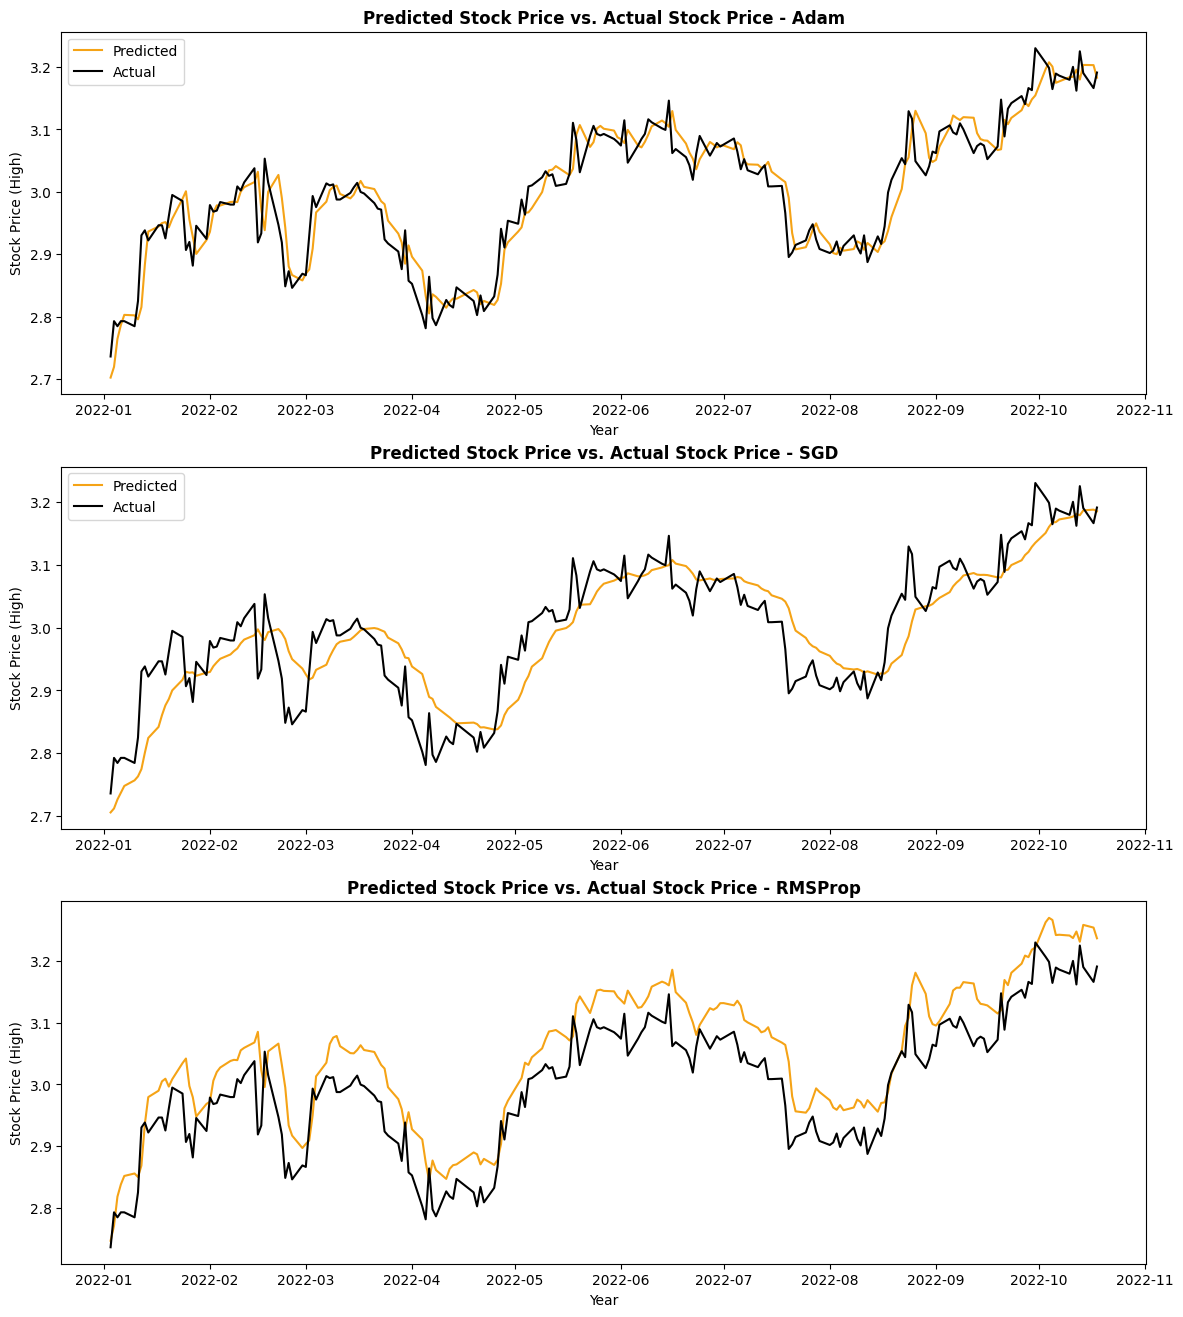 Predicted Stock Price vs. Actual Stock Price - Adam
Predicted
Actual
Stock Price (High)
3.2
3.1
3.0
2.9
2.8
2.7
2022-01 2022-02 2022-03 2022-04 2022-05 2022-06 2022-07 2022-08 2022-09 2022-10 2022-11
Year
Predicted Stock Price vs. Actual Stock Price - SGD
Predicted
Actual
Stock Price (High)
3.2
3.1
3.0
2.9
2.8
2.7
2022-01 2022-02 2022-03 2022-04 2022-05 2022-06 2022-07 2022-08 2022-09 2022-10 2022-11
Year
Predicted Stock Price vs. Actual Stock Price - RMSProp
Stock Price (High)
3.2
3.1
3.0
2.9
2.8
2022-01 2022-02 2022-03 2022-04 2022-05 2022-06 2022-07 2022-08 2022-09 2022-10 2022-11
Year